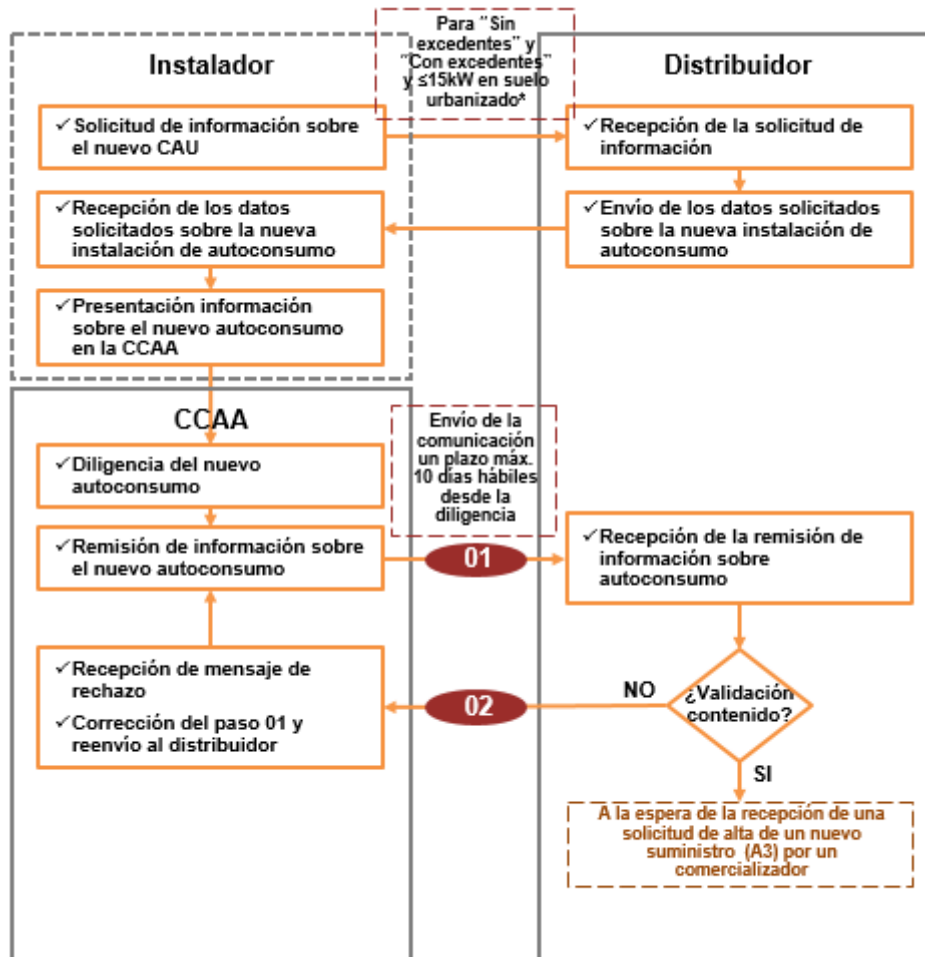 Para “Sin
excedentes” y
“Con excedentes”
y ≤15kW en suelo
urbanizado*
Instalador
Distribuidor
✓ Solicitud de información sobre
el nuevo CAU
✓ Recepción de la solicitud de
información
✓ Recepción de los datos
solicitados sobre la nueva
instalación de autoconsumo
✓ Envío de los datos solicitados
sobre la nueva instalación de
autoconsumo
✓ Presentación información
sobre el nuevo autoconsumo
en la CCAA
CCAA
Envío de la
comunicación
un plazo máx.
10 días hábiles
desde la
diligencia
✓ Diligencia del nuevo
autoconsumo
✓ Remisión de información sobre
el nuevo autoconsumo
01
✓ Recepción de la remisión de
información sobre
autoconsumo
✓ Recepción de mensaje de
rechazo
✓ Corrección del paso 01 y
reenvío al distribuidor
02
NO
¿Validación
contenido?
SI
A la espera de la recepción de una
solicitud de alta de un nuevo
suministro (A3) por un
comercializador